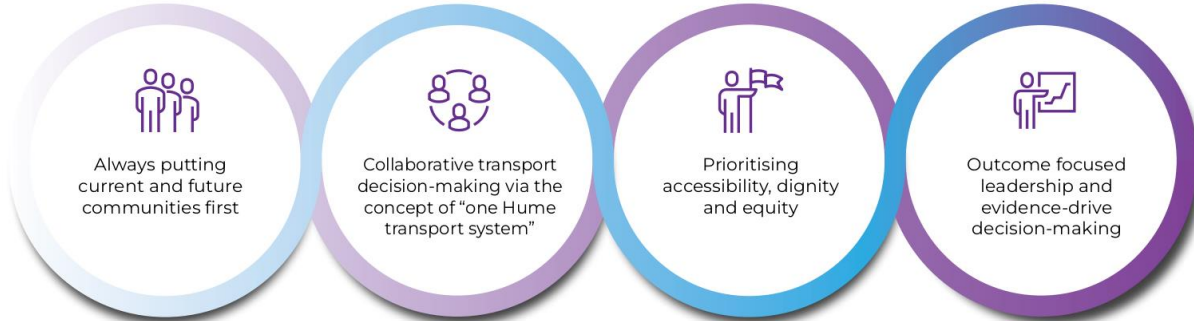 Always putting
current and future
communities first
Collaborative transport
decision-making via the
concept of “one Hume
transport system”
Prioritising
accessibility, dignity
and equity
Outcome focused
leadership and
evidence-drive
decision-making